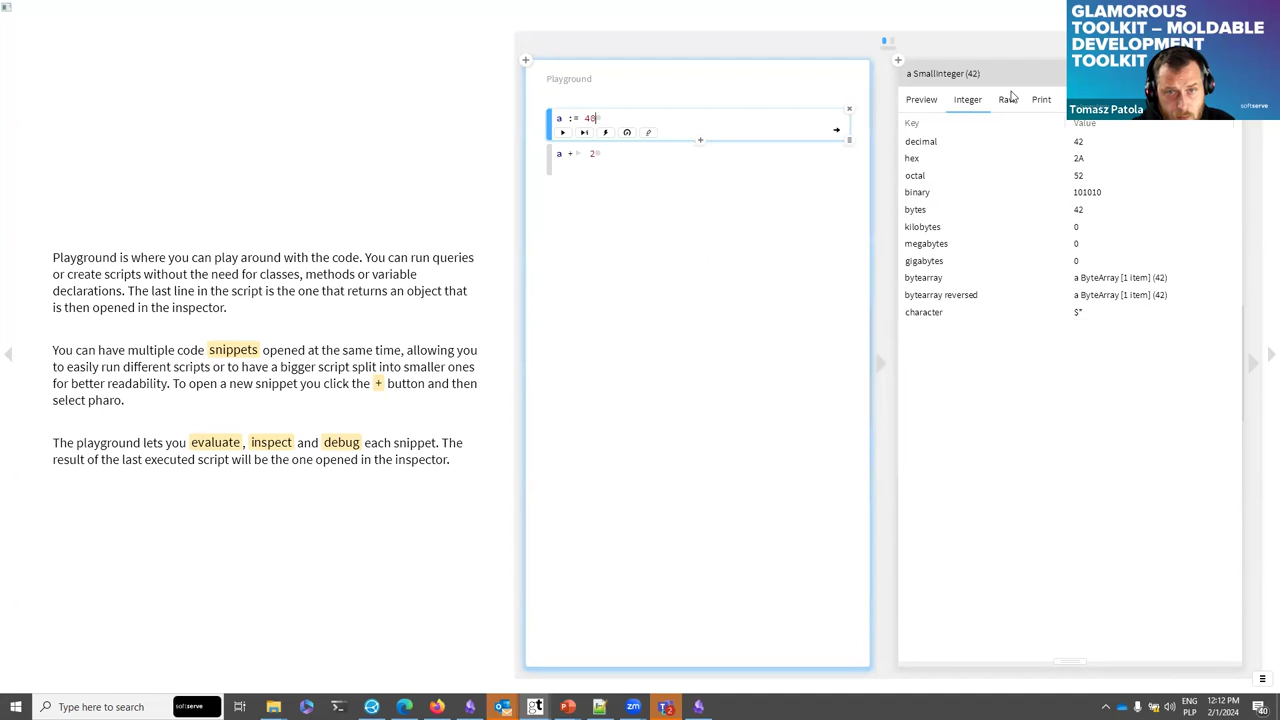 GLAMOROUS
TOOLKIT – MOLDABLE
DEVELOPMENT
TOOLKIT
Tomasz Patola
softserve
Playground
a := 40
a + 2
a SmallInteger (42)
Preview Integer Raw Print
Key Value
decimal 42
hex 2A
octal 52
binary 101010
bytes 42
kilobytes 0
megabytes 0
gigabytes 0
bytearray a ByteArray [1 item] (42)
bytearray reversed a ByteArray [1 item] (42)
character $*
Playground is where you can play around with the code. You can run queries
or create scripts without the need for classes, methods or variable
declarations. The last line in the script is the one that returns an object that
is then opened in the inspector.
You can have multiple code snippets opened at the same time, allowing you
to easily run different scripts or to have a bigger script split into smaller ones
for better readability. To open a new snippet you click the + button and then
select pharo.
The playground lets you evaluate, inspect and debug each snippet. The
result of the last executed script will be the one opened in the inspector.
Type here to search
softserve
gt
zm
ENG
PLP
12:12 PM
2/1/2024
40